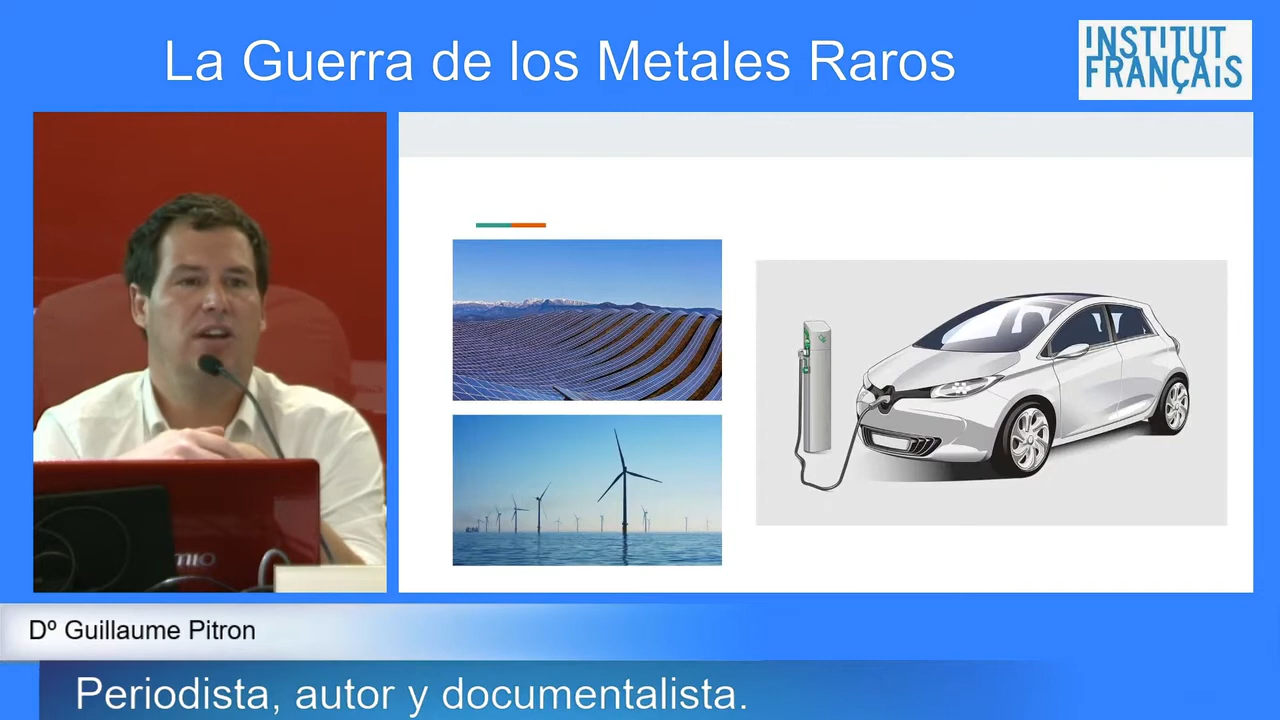 La Guerra de los Metales Raros
INSTITUT
FRANÇAIS
Dº Guillaume Pitron
Periodista, autor y documentalista.